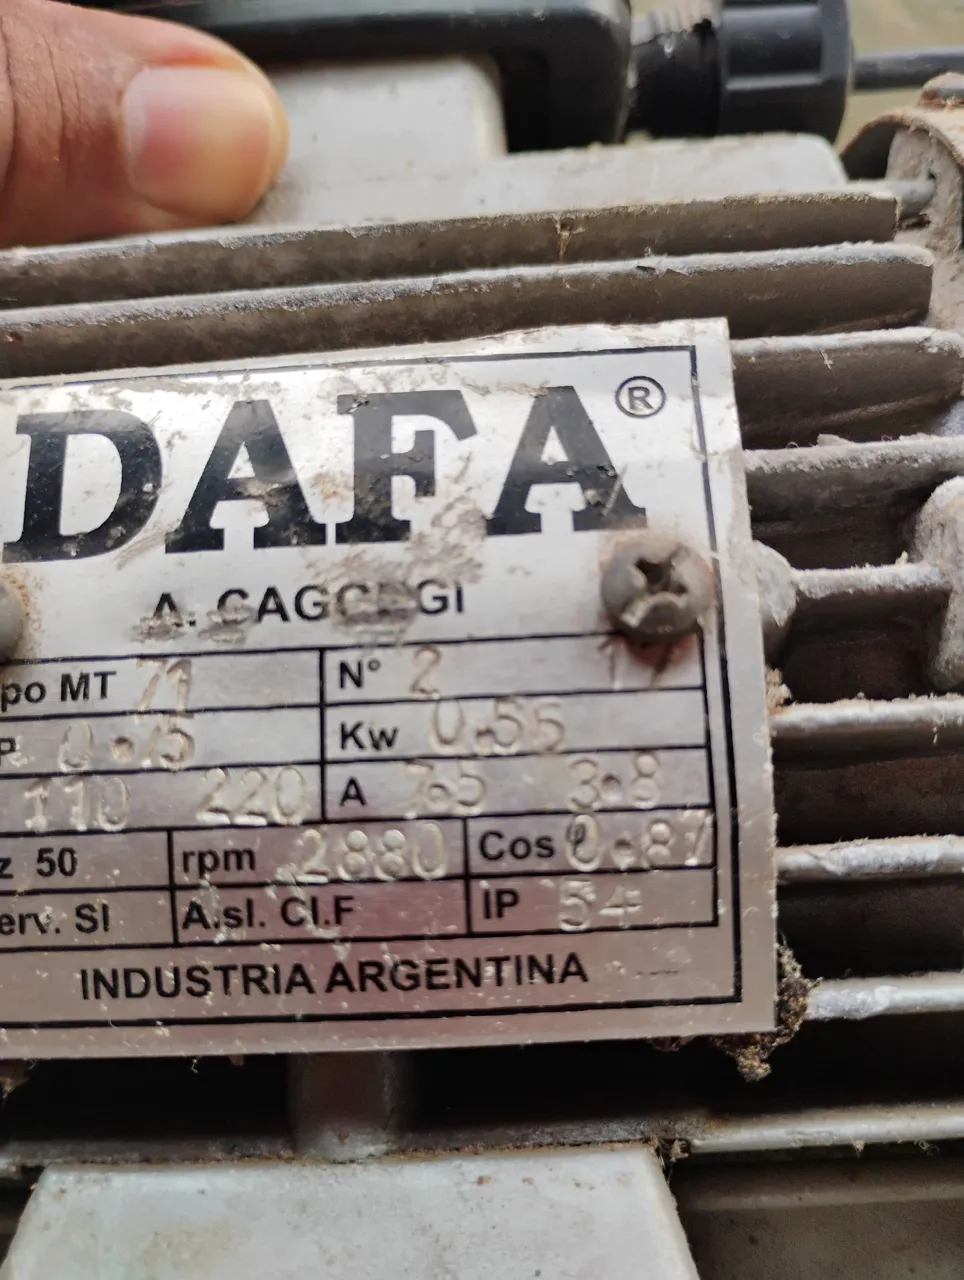 DAFA®
A. CAGGEGI
po MT 71 N° 2
P 0.75 Kw 0.55
110 220 A 7.65 3.8
z 50 rpm 2880 Cos φ 0.87
erv. SI A.sl. Cl.F IP 54
INDUSTRIA ARGENTINA